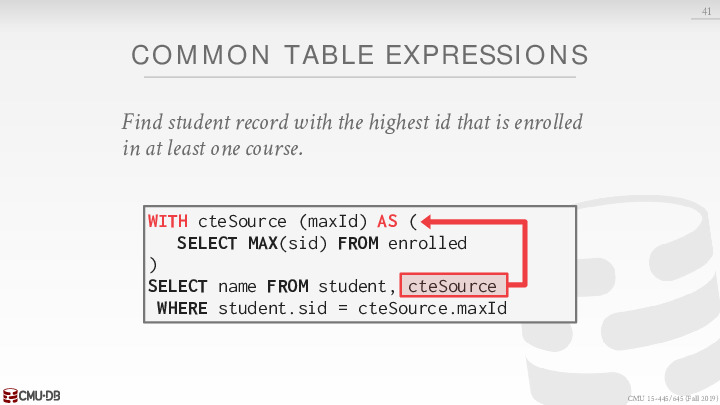 41
COMMON TABLE EXPRESSIONS
Find student record with the highest id that is enrolled
in at least one course.
WITH cteSource (maxId) AS (
SELECT MAX(sid) FROM enrolled
)
SELECT name FROM student, cteSource
WHERE student.sid = cteSource.maxId
CMU·DB
CMU 15-445/645 (Fall 2019)